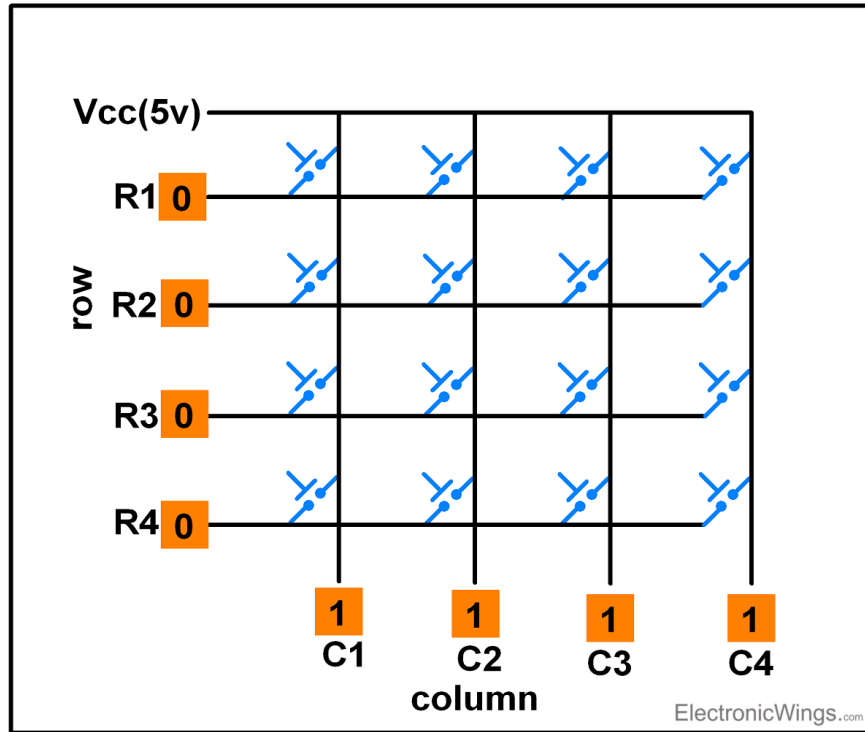 Vcc(5v)
R1 0
R2 0
row
R3 0
R4 0
1 1 1 1
C1 C2 C3 C4
column
ElectronicWings.com